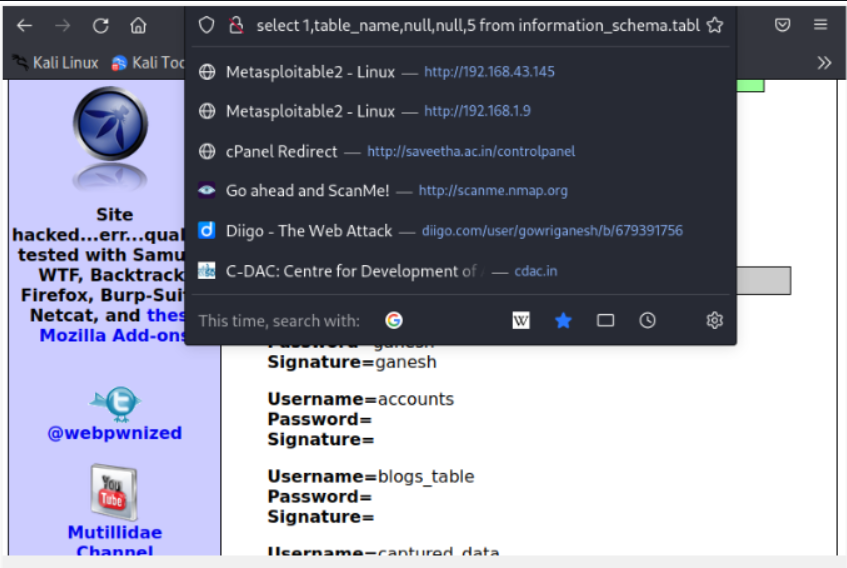 select 1,table_name,null,null,5 from information_schema.tabl
Kali Linux
Kali Too
Metasploitable2 - Linux — http://192.168.43.145
Metasploitable2 - Linux — http://192.168.1.9
cPanel Redirect — http://saveetha.ac.in/controlpanel
Go ahead and ScanMe! — http://scanme.nmap.org
Diigo - The Web Attack — diigo.com/user/gowriganesh/b/679391756
C-DAC: Centre for Development of — cdac.in
This time, search with:
Site
hacked...err...qual
tested with Samu
WTF, Backtrack
Firefox, Burp-Sui
Netcat, and thes
Mozilla Add-ons
@webpwnized
You
Tube
Mutillidae
Channel
Password=ganesh
Signature=ganesh
Username=accounts
Password=
Signature=
Username=blogs_table
Password=
Signature=
Username=captured_data